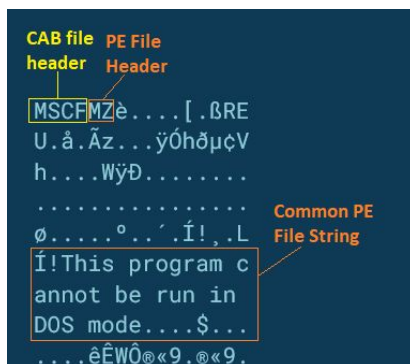 CAB file PE File
header Header
MSCFMZè....[.ßRE
U.å.Ãz...ÿÓhðµ¢V
h....WÿÐ........
................
ø.....º..´.Í!¸.L
Common PE
File String
Í!This program c
annot be run in
DOS mode....$...
....êÊWÔ®«9.®«9.